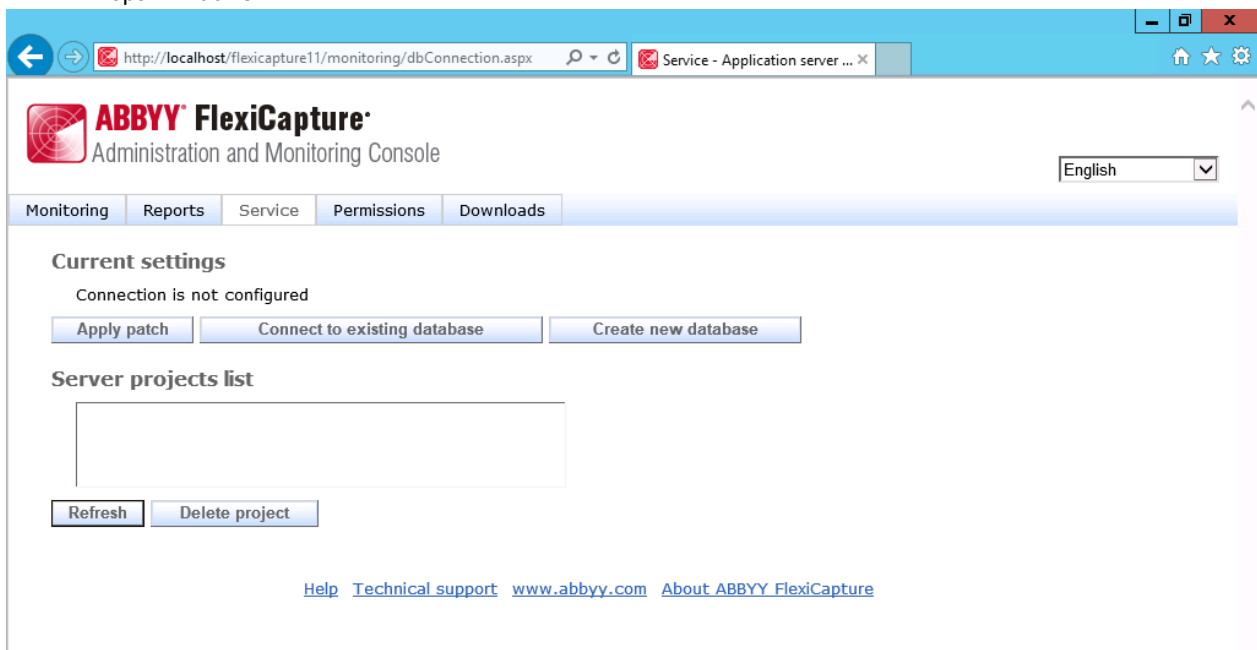 http://localhost/flexicapture11/monitoring/dbConnection.aspx
Service - Application server ...
ABBYY® FlexiCapture®
Administration and Monitoring Console
English
Monitoring Reports Service Permissions Downloads
Current settings
Connection is not configured
Apply patch Connect to existing database Create new database
Server projects list
Refresh Delete project
Help Technical support www.abbyy.com About ABBYY FlexiCapture